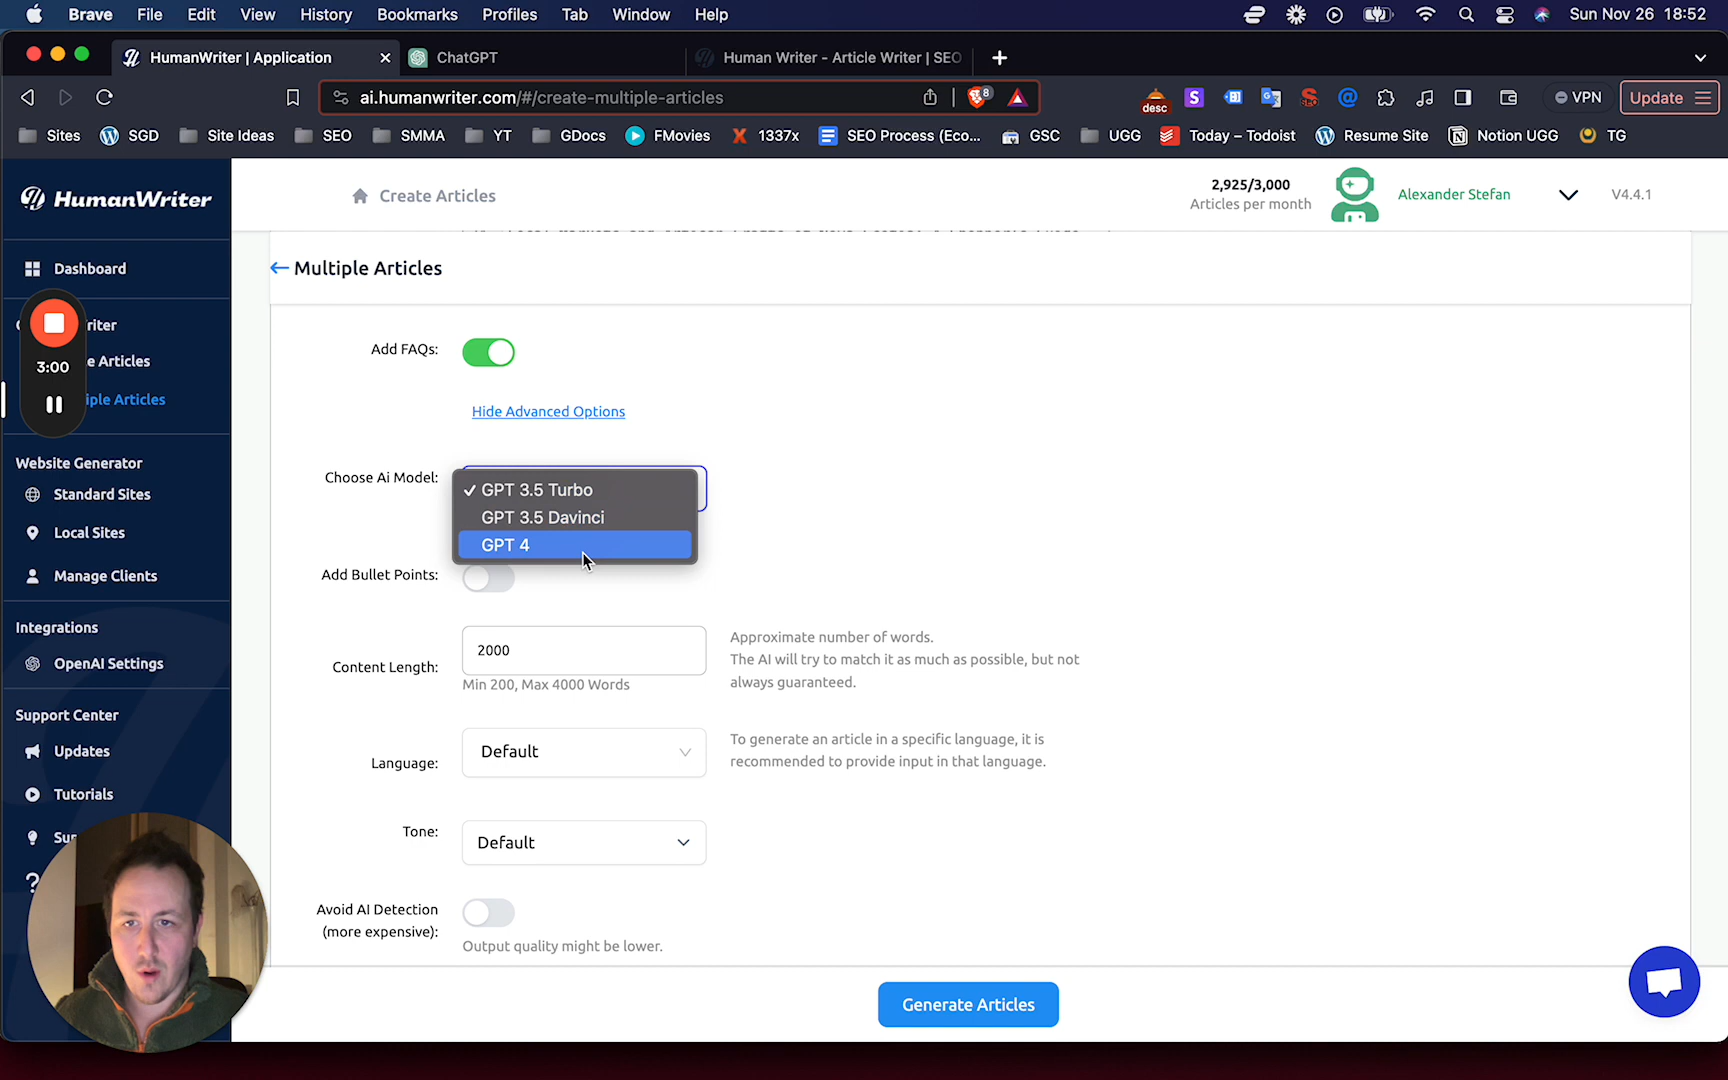 Brave File Edit View History Bookmarks Profiles Tab Window Help
Sun Nov 26 18:52
HumanWriter | Application
ChatGPT
Human Writer - Article Writer | SEO
ai.humanwriter.com/#/create-multiple-articles
8
desc
VPN
Update
Sites SGD Site Ideas SEO SMMA YT GDocs FMovies 1337x SEO Process (Eco... GSC UGG Today – Todoist Resume Site Notion UGG TG
HumanWriter
Create Articles
2,925/3,000
Articles per month
Alexander Stefan
V4.4.1
Multiple Articles
Dashboard
riter
e Articles
iple Articles
3:00
Website Generator
Standard Sites
Local Sites
Manage Clients
Integrations
OpenAI Settings
Support Center
Updates
Tutorials
Su
?
Add FAQs:
Hide Advanced Options
Choose Ai Model:
✓ GPT 3.5 Turbo
GPT 3.5 Davinci
GPT 4
Add Bullet Points:
Content Length:
2000
Min 200, Max 4000 Words
Approximate number of words.
The AI will try to match it as much as possible, but not
always guaranteed.
Language:
Default
To generate an article in a specific language, it is
recommended to provide input in that language.
Tone:
Default
Avoid AI Detection
(more expensive):
Output quality might be lower.
Generate Articles